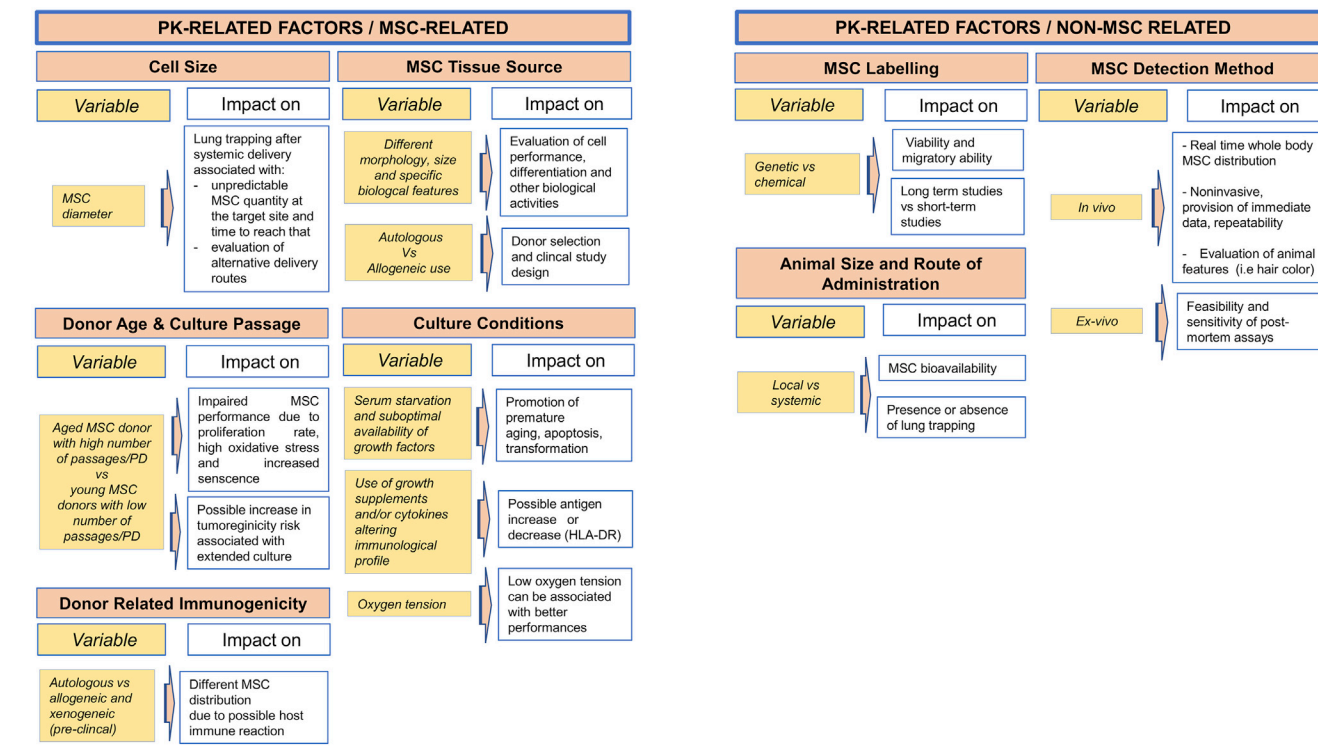 PK-RELATED FACTORS / MSC-RELATED
Cell Size
Variable
Impact on
MSC
diameter
Lung trapping after
systemic delivery
associated with:
- unpredictable
MSC quantity at
the target site and
time to reach that
- evaluation of
alternative delivery
routes
MSC Tissue Source
Variable
Impact on
Different
morphology, size
and specific
biologcal features
Evaluation of cell
performance,
differentiation and
other biological
activities
Autologous
Vs
Allogeneic use
Donor selection
and clincal study
design
Donor Age & Culture Passage
Variable
Impact on
Aged MSC donor
with high number
of passages/PD
vs
young MSC
donors with low
number of
passages/PD
Impaired MSC
performance due to
proliferation rate,
high oxidative stress
and increased
senscence
Possible increase in
tumoreginicity risk
associated with
extended culture
Culture Conditions
Variable
Impact on
Serum starvation
and suboptimal
availability of
growth factors
Promotion of
premature
aging, apoptosis,
transformation
Use of growth
supplements
and/or cytokines
altering
immunological
profile
Possible antigen
increase or
decrease (HLA-DR)
Oxygen tension
Low oxygen tension
can be associated
with better
performances
Donor Related Immunogenicity
Variable
Impact on
Autologous vs
allogeneic and
xenogeneic
(pre-clincal)
Different MSC
distribution
due to possible host
immune reaction
PK-RELATED FACTORS / NON-MSC RELATED
MSC Labelling
Variable
Impact on
Genetic vs
chemical
Viability and
migratory ability
Long term studies
vs short-term
studies
Animal Size and Route of
Administration
Variable
Impact on
Local vs
systemic
MSC bioavailability
Presence or absence
of lung trapping
MSC Detection Method
Variable
Impact on
In vivo
- Real time whole body
MSC distribution
- Noninvasive,
provision of immediate
data, repeatability
- Evaluation of animal
features (i.e hair color)
Ex-vivo
Feasibility and
sensitivity of post-
mortem assays